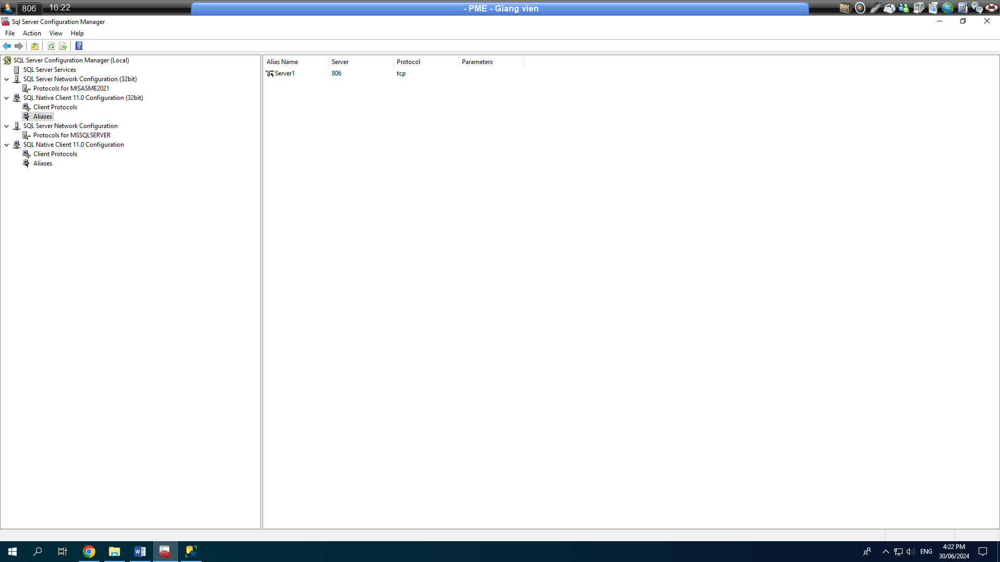 806
16:22
- PME - Giang vien
Sql Server Configuration Manager
File Action View Help
SQL Server Configuration Manager (Local)
SQL Server Services
SQL Server Network Configuration (32bit)
Protocols for MISASME2021
SQL Native Client 11.0 Configuration (32bit)
Client Protocols
Aliases
SQL Server Network Configuration
Protocols for MSSQLSERVER
SQL Native Client 11.0 Configuration
Client Protocols
Aliases
Alias Name Server Protocol Parameters
Server1 806 tcp
ENG
4:22 PM
30/06/2024